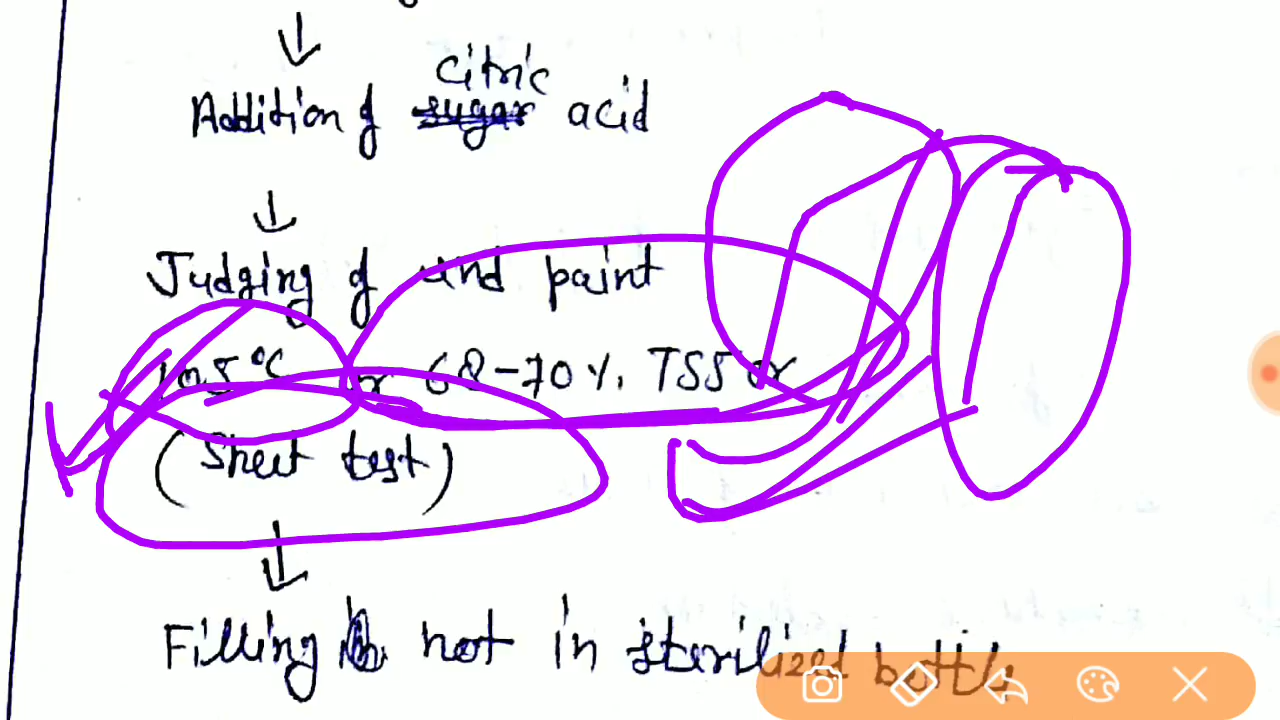 Citric
Addition of sugar acid
Judging of end point
105°C or 68-70%. TSS or
(Sheet test)
Filling hot in sterilized bottle